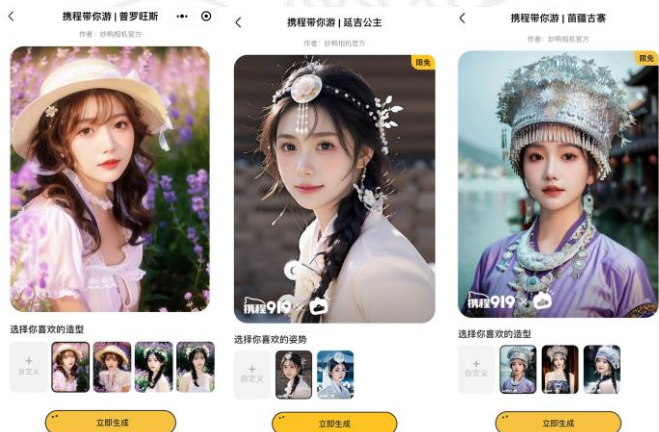 携程带你游 | 普罗旺斯
作者：妙鸭相机官方
选择你喜欢的造型
+
自定义
立即生成
携程带你游 | 延吉公主
作者：妙鸭相机官方
限免
携程919 ×
选择你喜欢的姿势
+
自定义
立即生成
携程带你游 | 苗疆古寨
作者：妙鸭相机官方
限免
携程919 ×
选择你喜欢的造型
+
自定义
立即生成